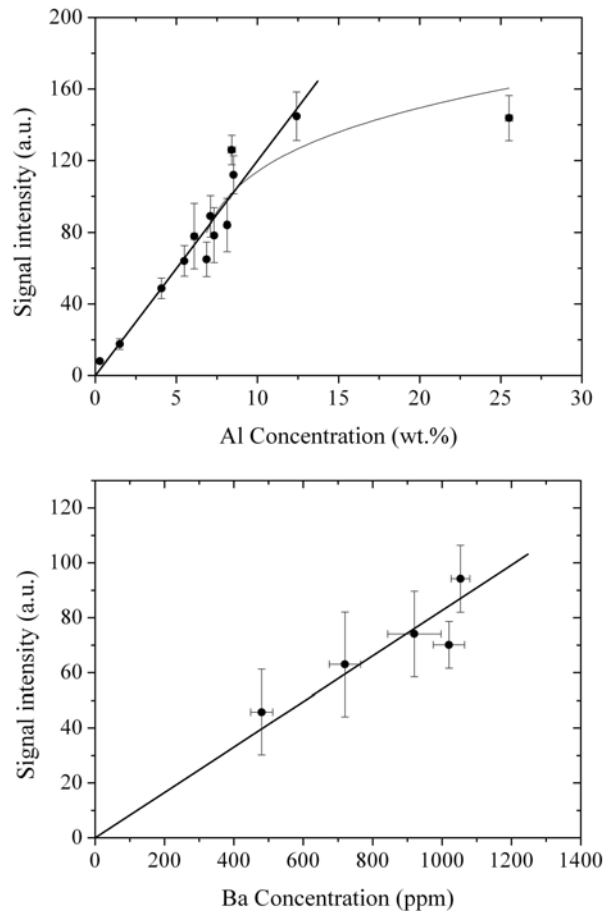 200
160
120
80
40
0
Signal intensity (a.u.)
0 5 10 15 20 25 30
Al Concentration (wt.%)
120
100
80
60
40
20
0
Signal intensity (a.u.)
0 200 400 600 800 1000 1200 1400
Ba Concentration (ppm)